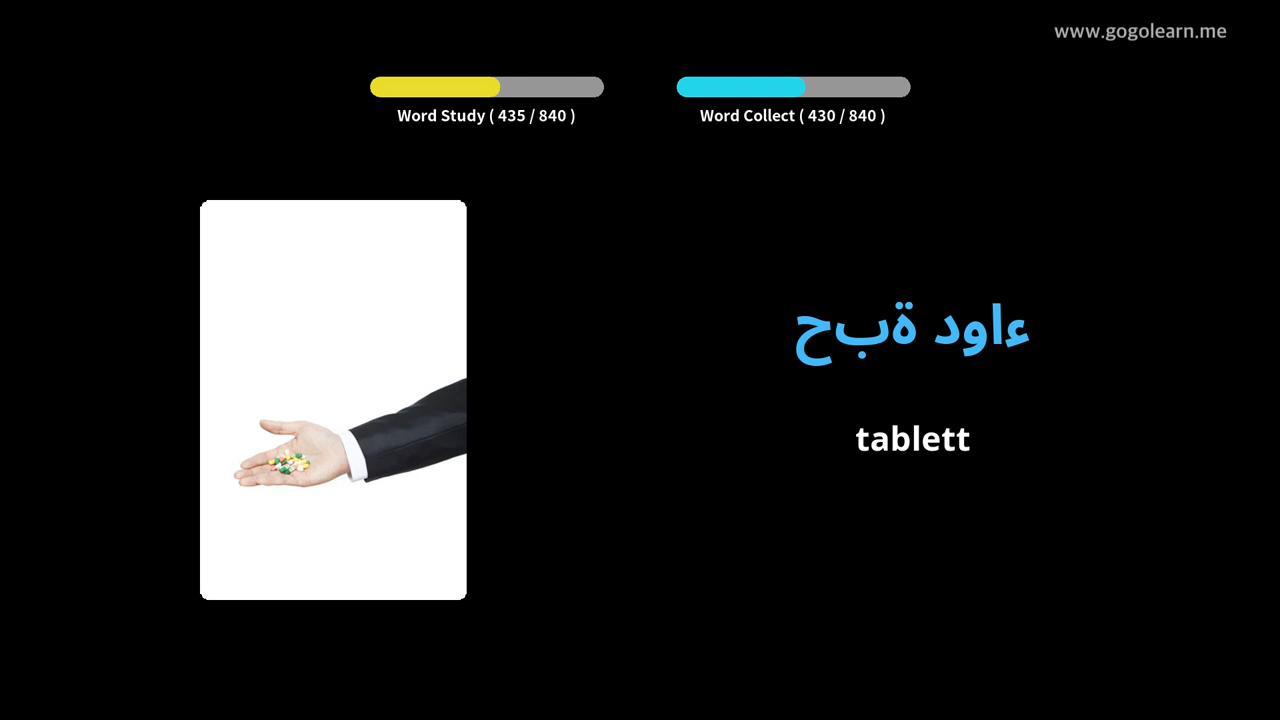 www.gogolearn.me
Word Study ( 435 / 840 )
Word Collect ( 430 / 840 )
ءاود ةبح
tablett